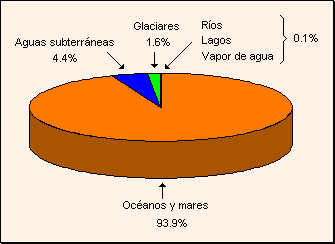 Aguas subterráneas
4.4%
Glaciares
1.6%
Ríos
Lagos
Vapor de agua
0.1%
Océanos y mares
93.9%